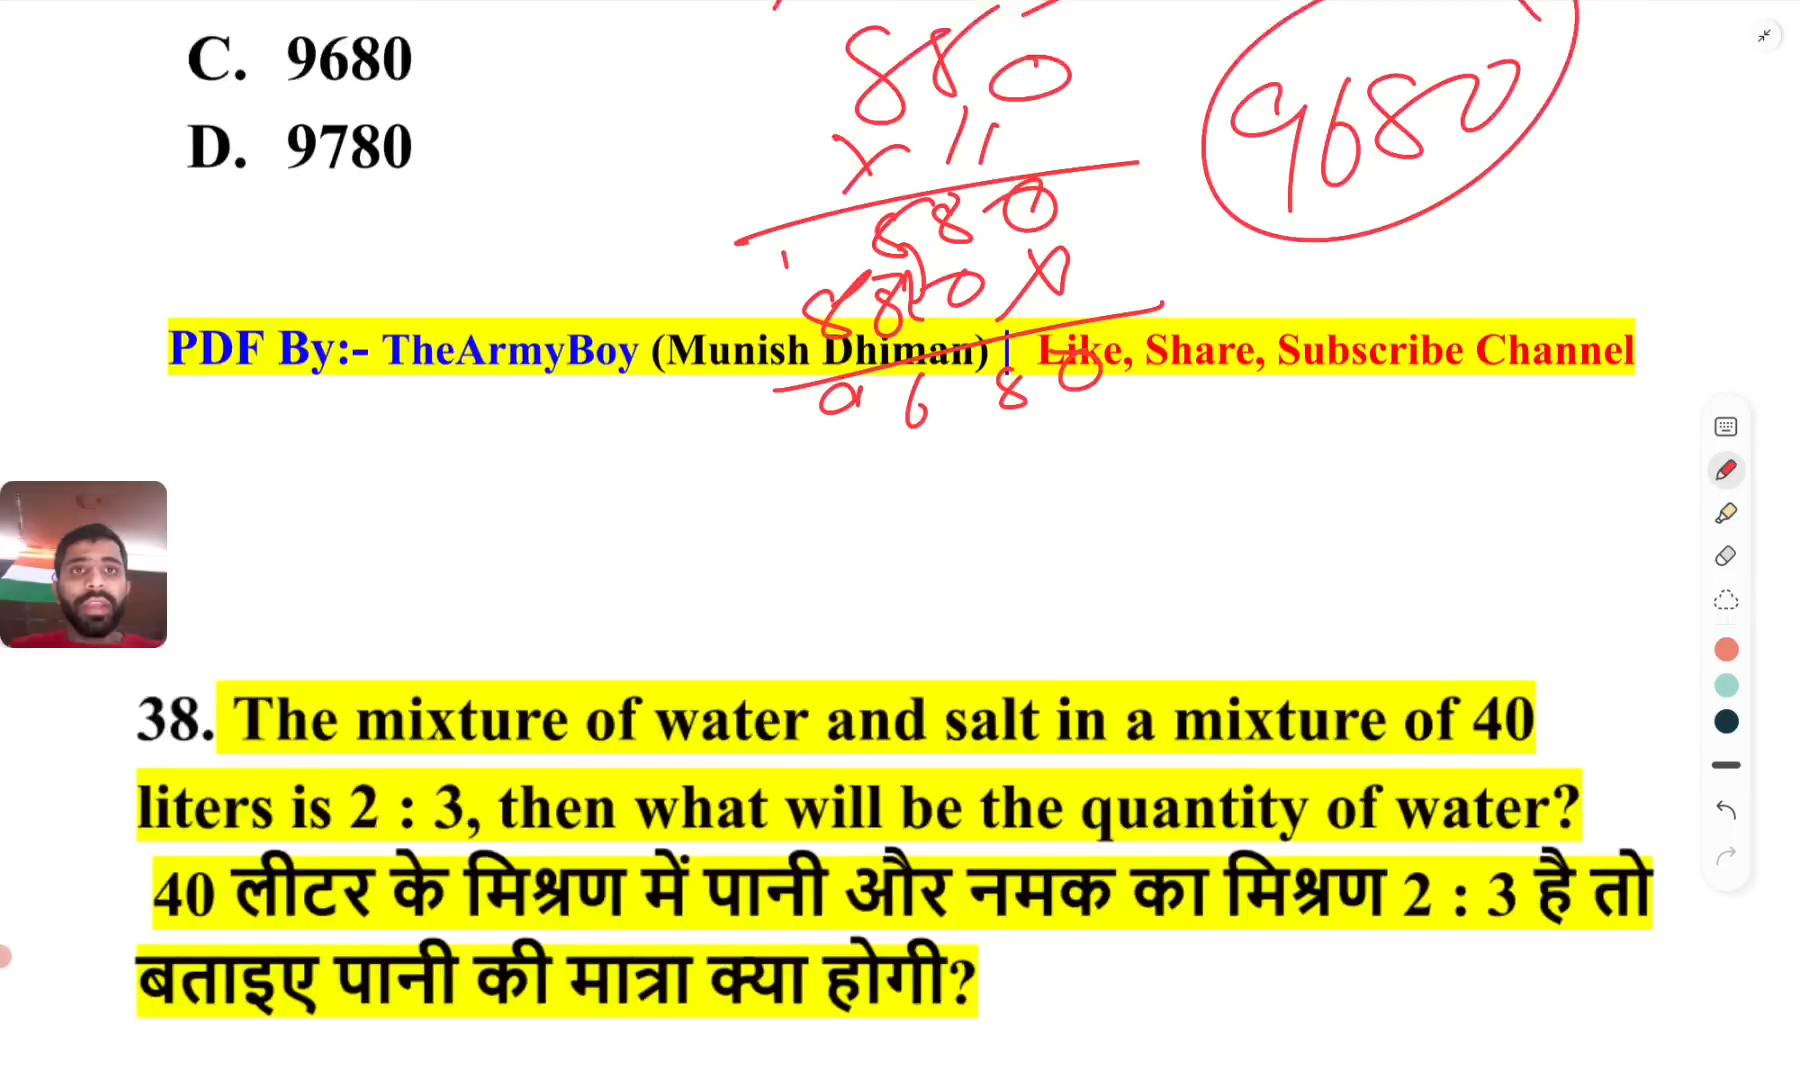 C. 9680
D. 9780
880
x 11
880
880 x
9680
9680
PDF By:- TheArmyBoy (Munish Dhiman) | Like, Share, Subscribe Channel
38. The mixture of water and salt in a mixture of 40
liters is 2 : 3, then what will be the quantity of water?
40 लीटर के मिश्रण में पानी और नमक का मिश्रण 2 : 3 है तो
बताइए पानी की मात्रा क्या होगी?